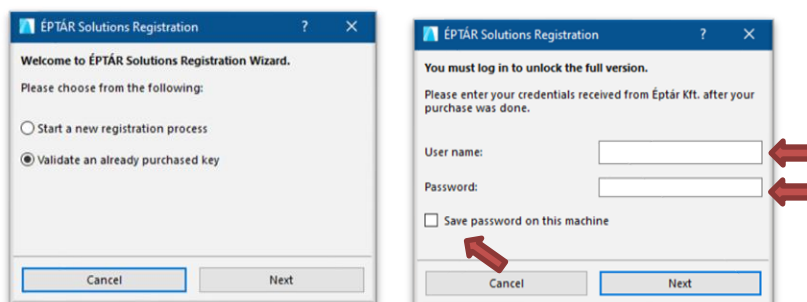 ÉPTÁR Solutions Registration ? ×
Welcome to ÉPTÁR Solutions Registration Wizard.
Please choose from the following:
Start a new registration process
Validate an already purchased key
Cancel Next
ÉPTÁR Solutions Registration ? ×
You must log in to unlock the full version.
Please enter your credentials received from Éptár Kft. after your
purchase was done.
User name:
Password:
Save password on this machine
Cancel Next